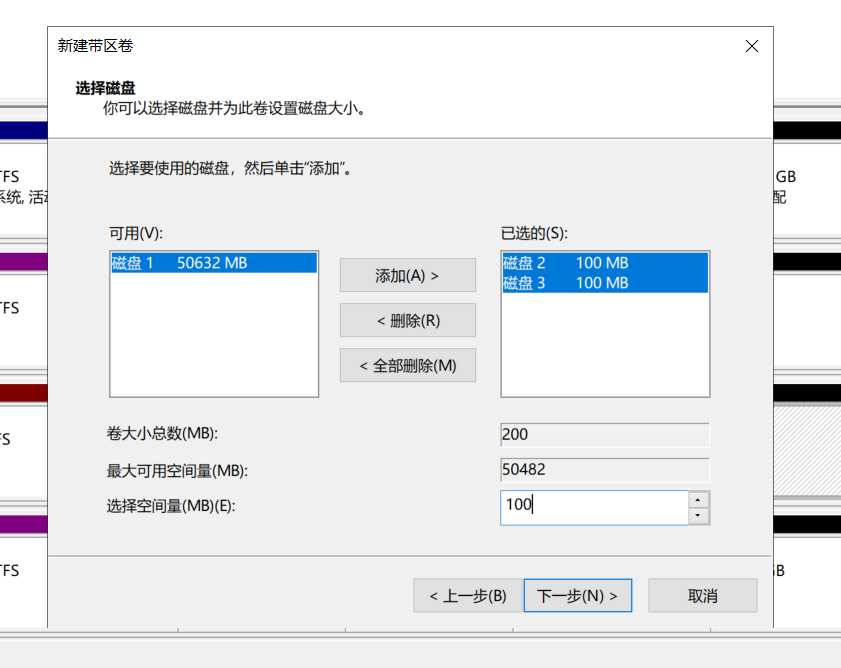 新建带区卷
选择磁盘
你可以选择磁盘并为此卷设置磁盘大小。
选择要使用的磁盘，然后单击“添加”。
可用(V):
磁盘 1 50632 MB
添加(A) >
< 删除(R)
< 全部删除(M)
已选的(S):
磁盘 2 100 MB
磁盘 3 100 MB
卷大小总数(MB):
200
最大可用空间量(MB):
50482
选择空间量(MB)(E):
100
< 上一步(B)
下一步(N) >
取消
TFS
系统, 活动
GB
配
TFS
FS
TFS
GB